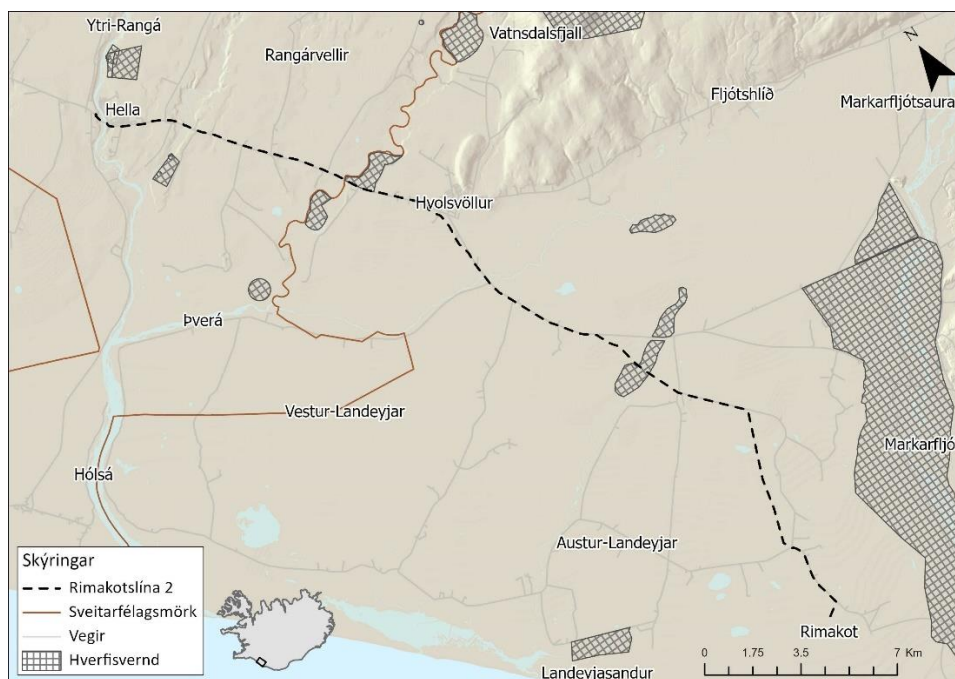 Ytri-Rangá
Rangárvellir
Vatnsdalsfjall
N
Hella
Fljótshlíð
Markarfljótsaura
Hvolsvöllur
Þverá
Vestur-Landeyjar
Markarfljó
Hólsá
Austur-Landeyjar
Skýringar
Rimakotslína 2
Sveitarfélagsmörk
Vegir
Hverfisvernd
Rimakot
Landeyjasandur
0 1.75 3.5 7 Km